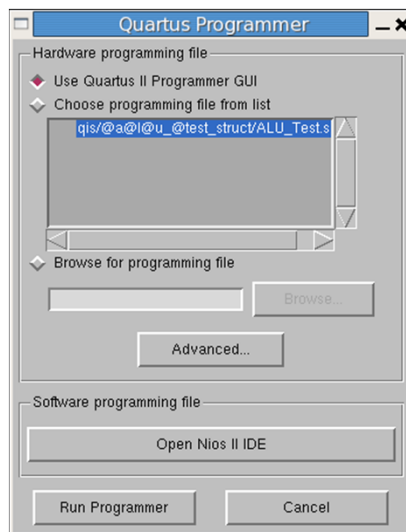 Quartus Programmer
Hardware programming file
Use Quartus II Programmer GUI
Choose programming file from list
qis/@a@l@u_@test_struct/ALU_Test.s
Browse for programming file
Browse...
Advanced...
Software programming file
Open Nios II IDE
Run Programmer
Cancel